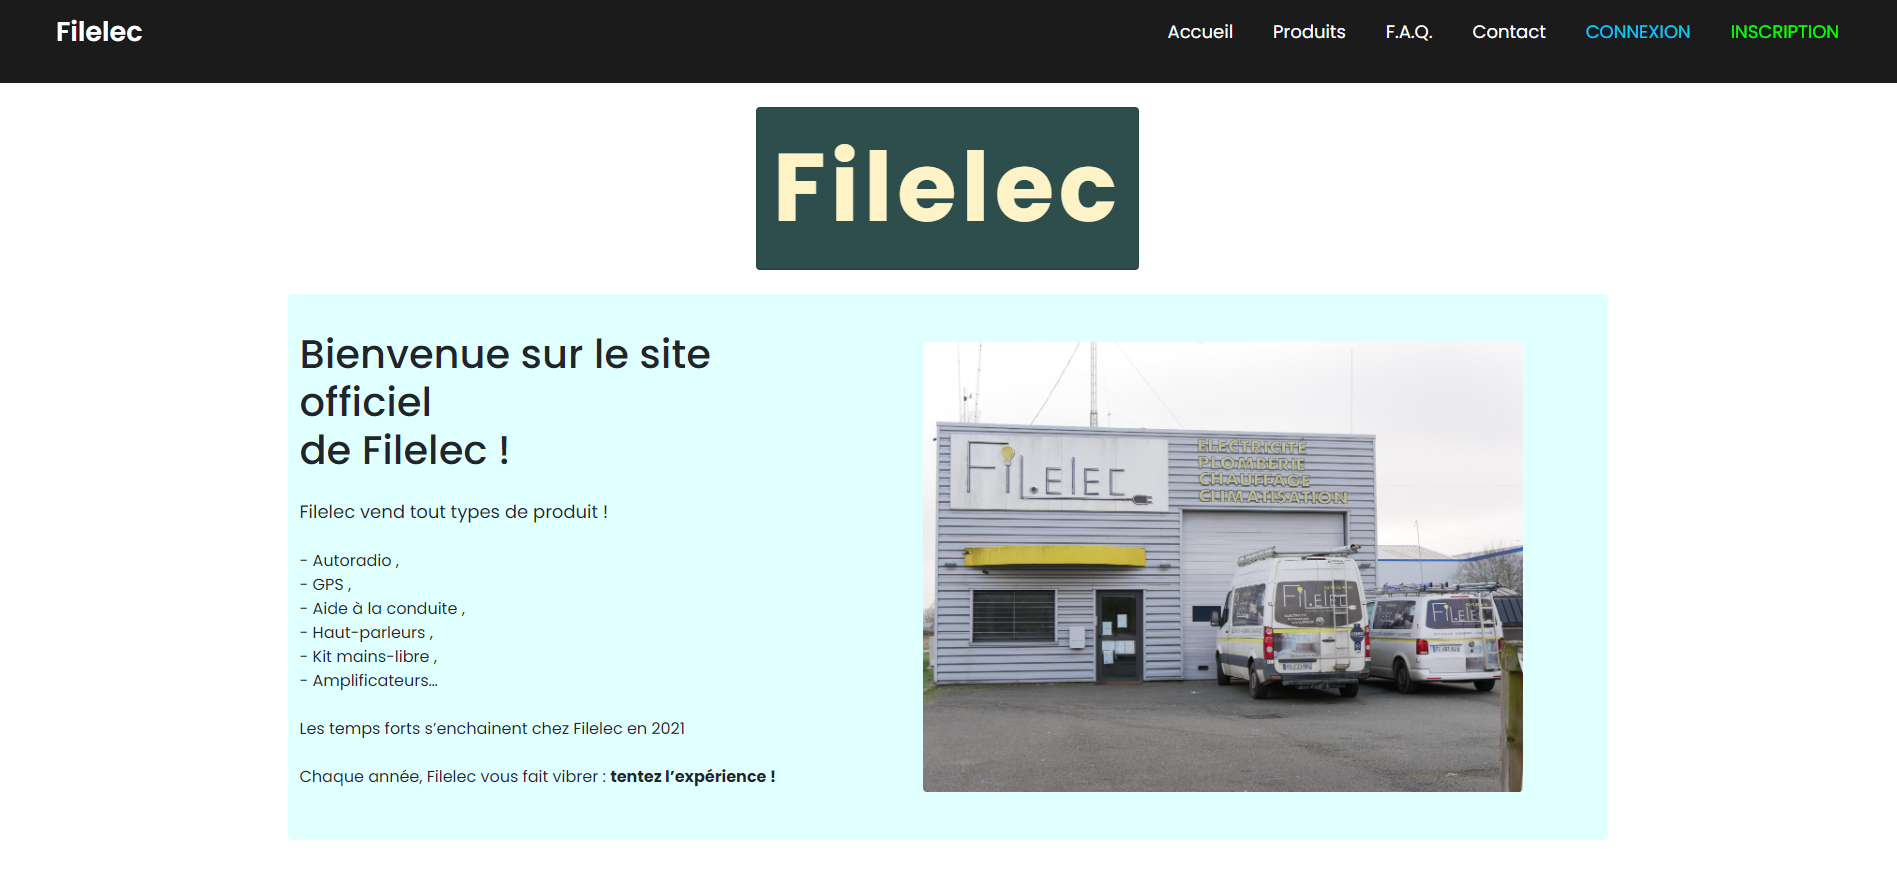 Filelec
Accueil Produits F.A.Q. Contact CONNEXION INSCRIPTION
Filelec
Bienvenue sur le site
officiel
de Filelec !
Filelec vend tout types de produit !
- Autoradio ,
- GPS ,
- Aide à la conduite ,
- Haut-parleurs ,
- Kit mains-libre ,
- Amplificateurs...
Les temps forts s’enchainent chez Filelec en 2021
Chaque année, Filelec vous fait vibrer : tentez l’expérience !
FiLELEC
ELECTRICITÉ
PLOMBERIE
CHAUFFAGE
CLIMATISATION
FiLELEC
FiLELEC